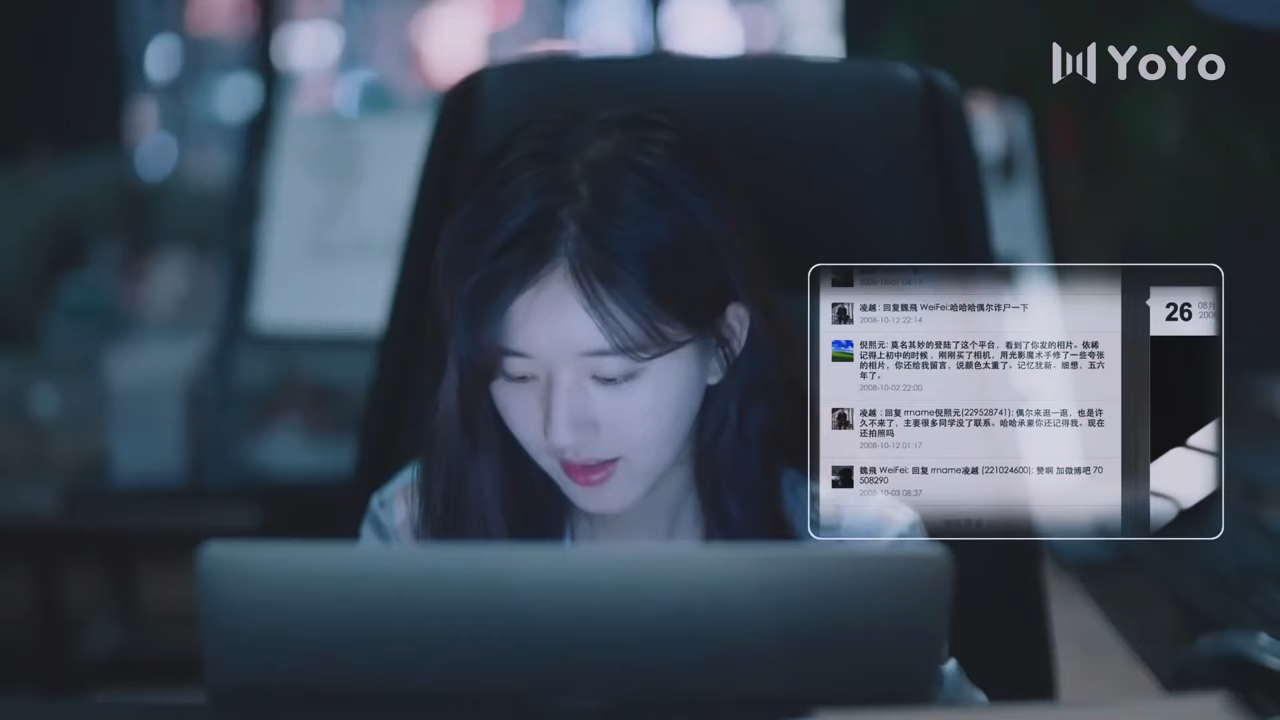 YoYo
2008-10-09 08:19
凌越 : 回复魏飛 WeiFei:哈哈哈偶尔诈尸一下
2008-10-12 22:14
26
08月
倪熙元: 莫名其妙的登陆了这个平台，看到了你发的相片。依稀
记得上初中的时候，刚刚买了相机，用光影魔术手修了一些夸张
的相片，你还给我留言，说颜色太重了。记忆犹新。细想，五六
年了。
2008-10-02 22:00
凌越 : 回复 rrname倪熙元(229528741): 偶尔来逛一逛，也是许
久不来了，主要很多同学没了联系。哈哈承蒙你还记得我。现在
还拍照吗
2008-10-12 01:17
魏飛 WeiFei: 回复 rrname凌越 (221024600): 赞啊 加微博吧 70
508290
2008-10-03 08:37